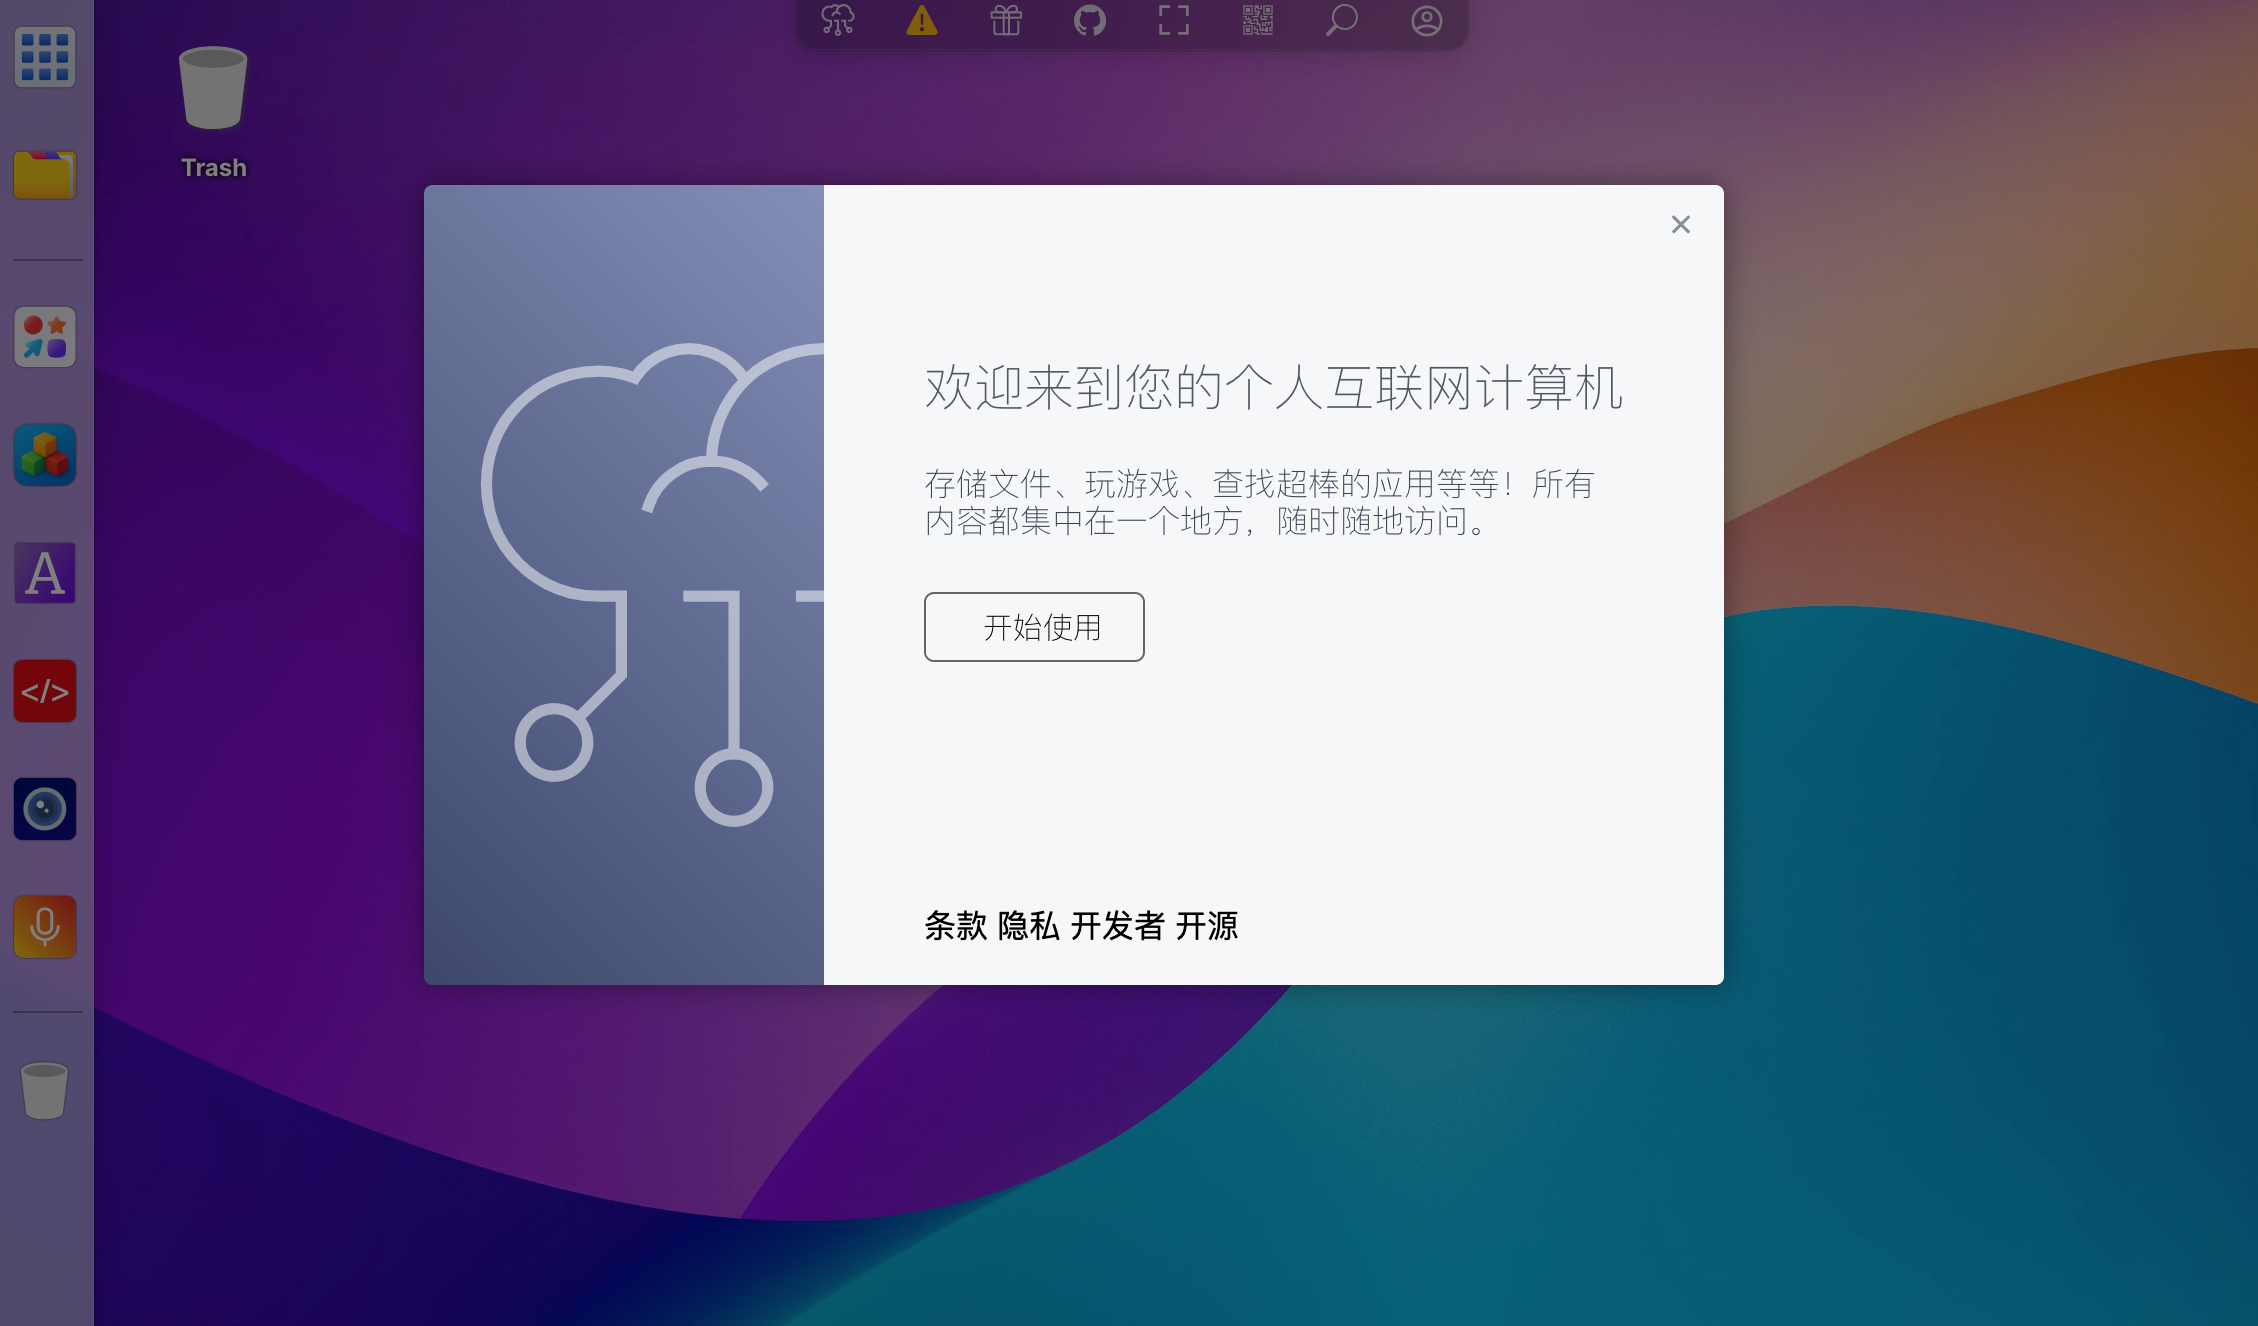 Trash
欢迎来到您的个人互联网计算机
存储文件、玩游戏、查找超棒的应用等等！所有
内容都集中在一个地方，随时随地访问。
开始使用
条款 隐私 开发者 开源
A
</>